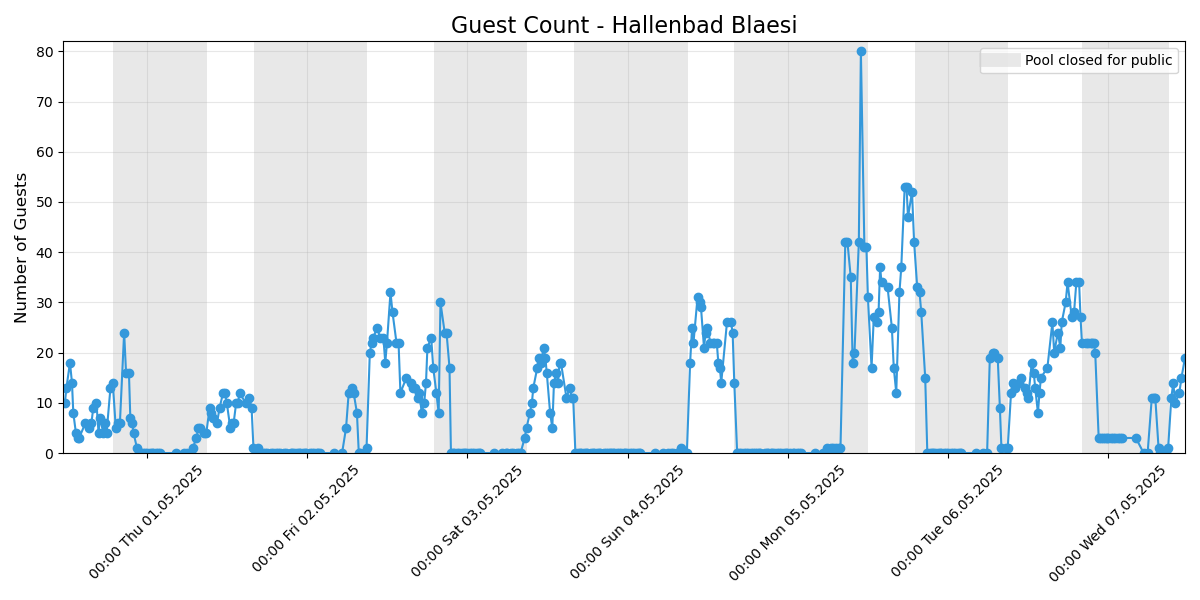 Guest Count - Hallenbad Blaesi
Pool closed for public
Number of Guests
80
70
60
50
40
30
20
10
0
00:00 Thu 01.05.2025
00:00 Fri 02.05.2025
00:00 Sat 03.05.2025
00:00 Sun 04.05.2025
00:00 Mon 05.05.2025
00:00 Tue 06.05.2025
00:00 Wed 07.05.2025